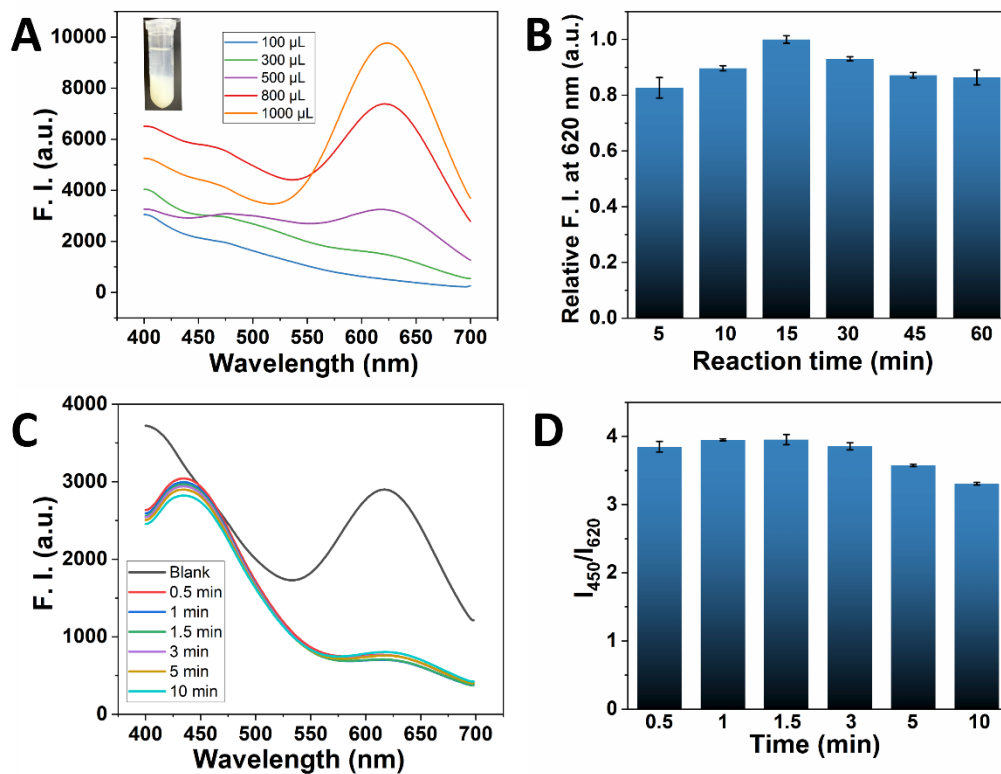 A
F. I. (a.u.)
10000
8000
6000
4000
2000
0
100 µL
300 µL
500 µL
800 µL
1000 µL
400 450 500 550 600 650 700
Wavelength (nm)
B
Relative F. I. at 620 nm (a.u.)
1.0
0.8
0.6
0.4
0.2
0.0
5 10 15 30 45 60
Reaction time (min)
C
F. I. (a.u.)
4000
3000
2000
1000
0
Blank
0.5 min
1 min
1.5 min
3 min
5 min
10 min
400 450 500 550 600 650 700
Wavelength (nm)
D
I₄₅₀/I₆₂₀
4
3
2
1
0
0.5 1 1.5 3 5 10
Time (min)